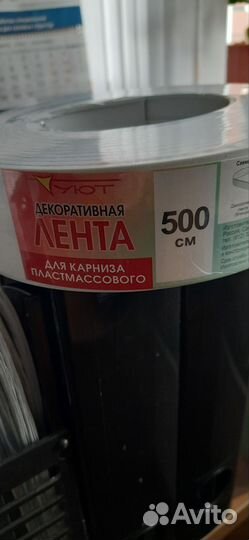 УЮТ
ДЕКОРАТИВНАЯ
ЛЕНТА
500
СМ
ДЛЯ КАРНИЗА
ПЛАСТМАССОВОГО
Avito